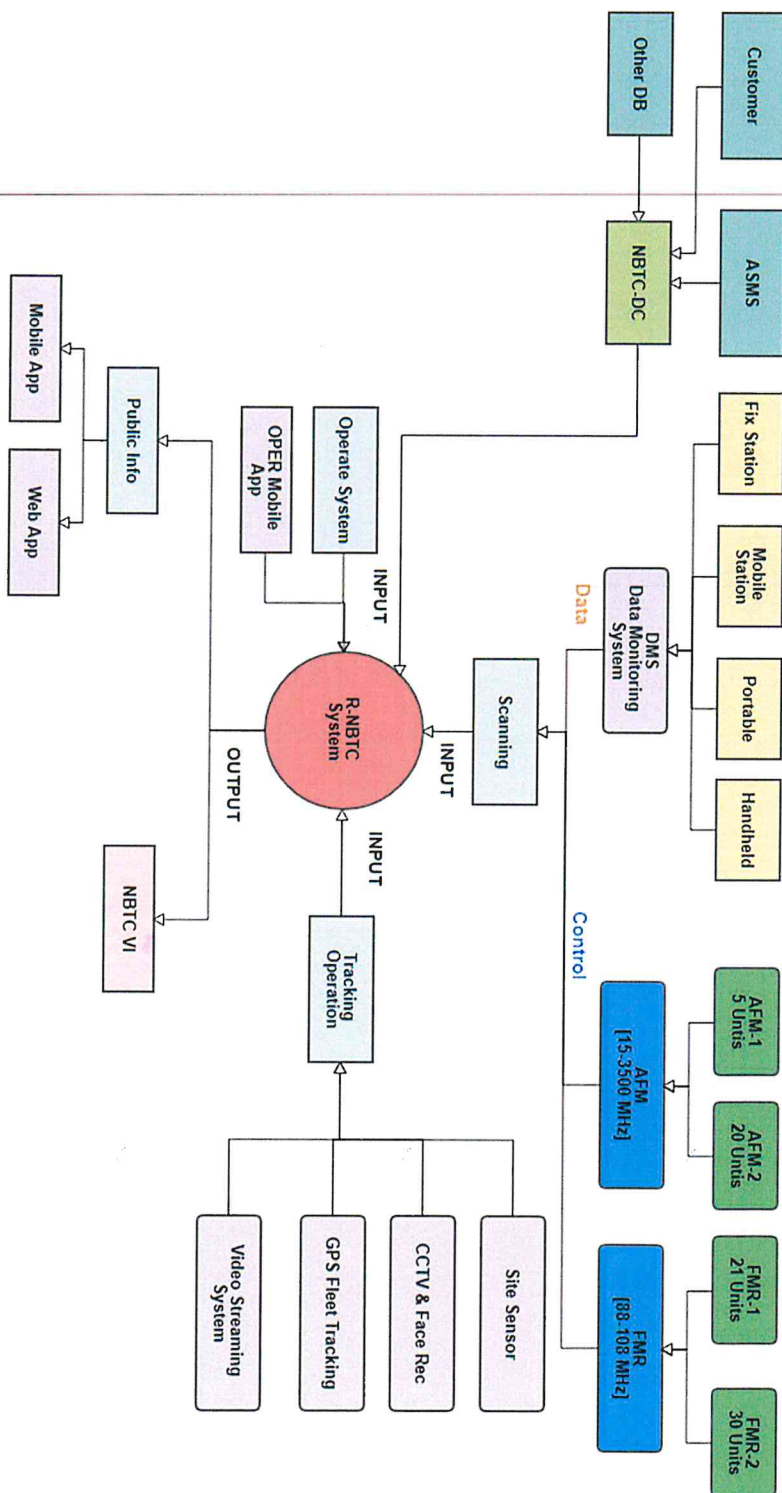 Customer
ASMS
Fix Station
Mobile
Station
Portable
Handheld
AFM-1
5 Untis
AFM-2
20 Untis
FMR-1
21 Units
FMR-2
30 Units
Other DB
NBTC-DC
DMS
Data Monitoring
System
AFM
[15-3500 MHz]
FMR
[88-108 MHz]
Data
Control
Scanning
Site Sensor
Operate System
INPUT
INPUT
CCTV & Face Rec
OPER Mobile
App
R-NBTC
System
INPUT
Tracking
Operation
GPS Fleet Tracking
OUTPUT
Video Streaming
System
Public Info
NBTC VI
Mobile App
Web App